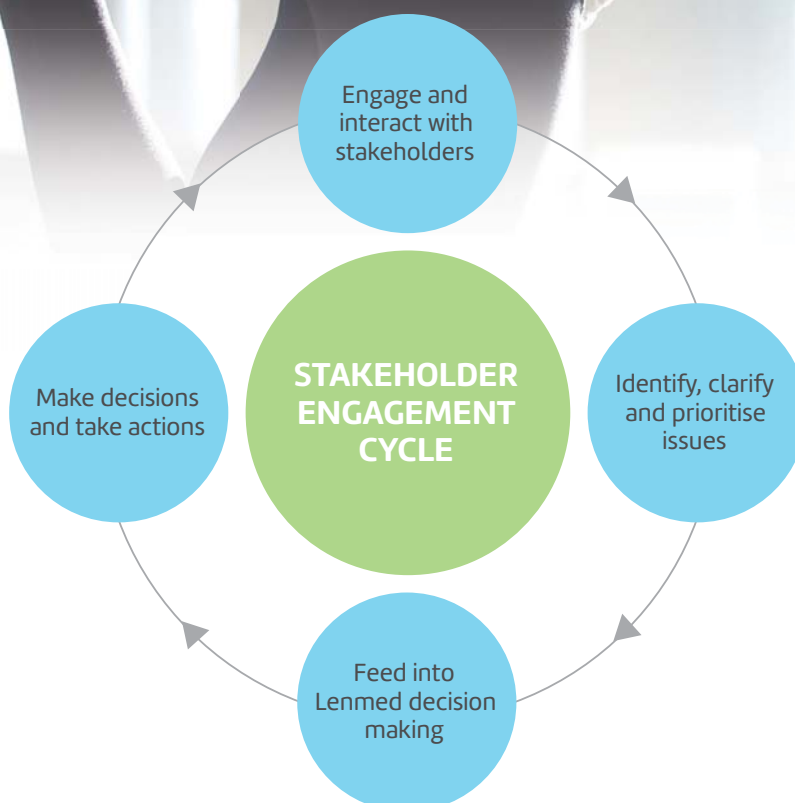 Engage and
interact with
stakeholders
STAKEHOLDER
ENGAGEMENT
CYCLE
Identify, clarify
and prioritise
issues
Make decisions
and take actions
Feed into
Lenmed decision
making